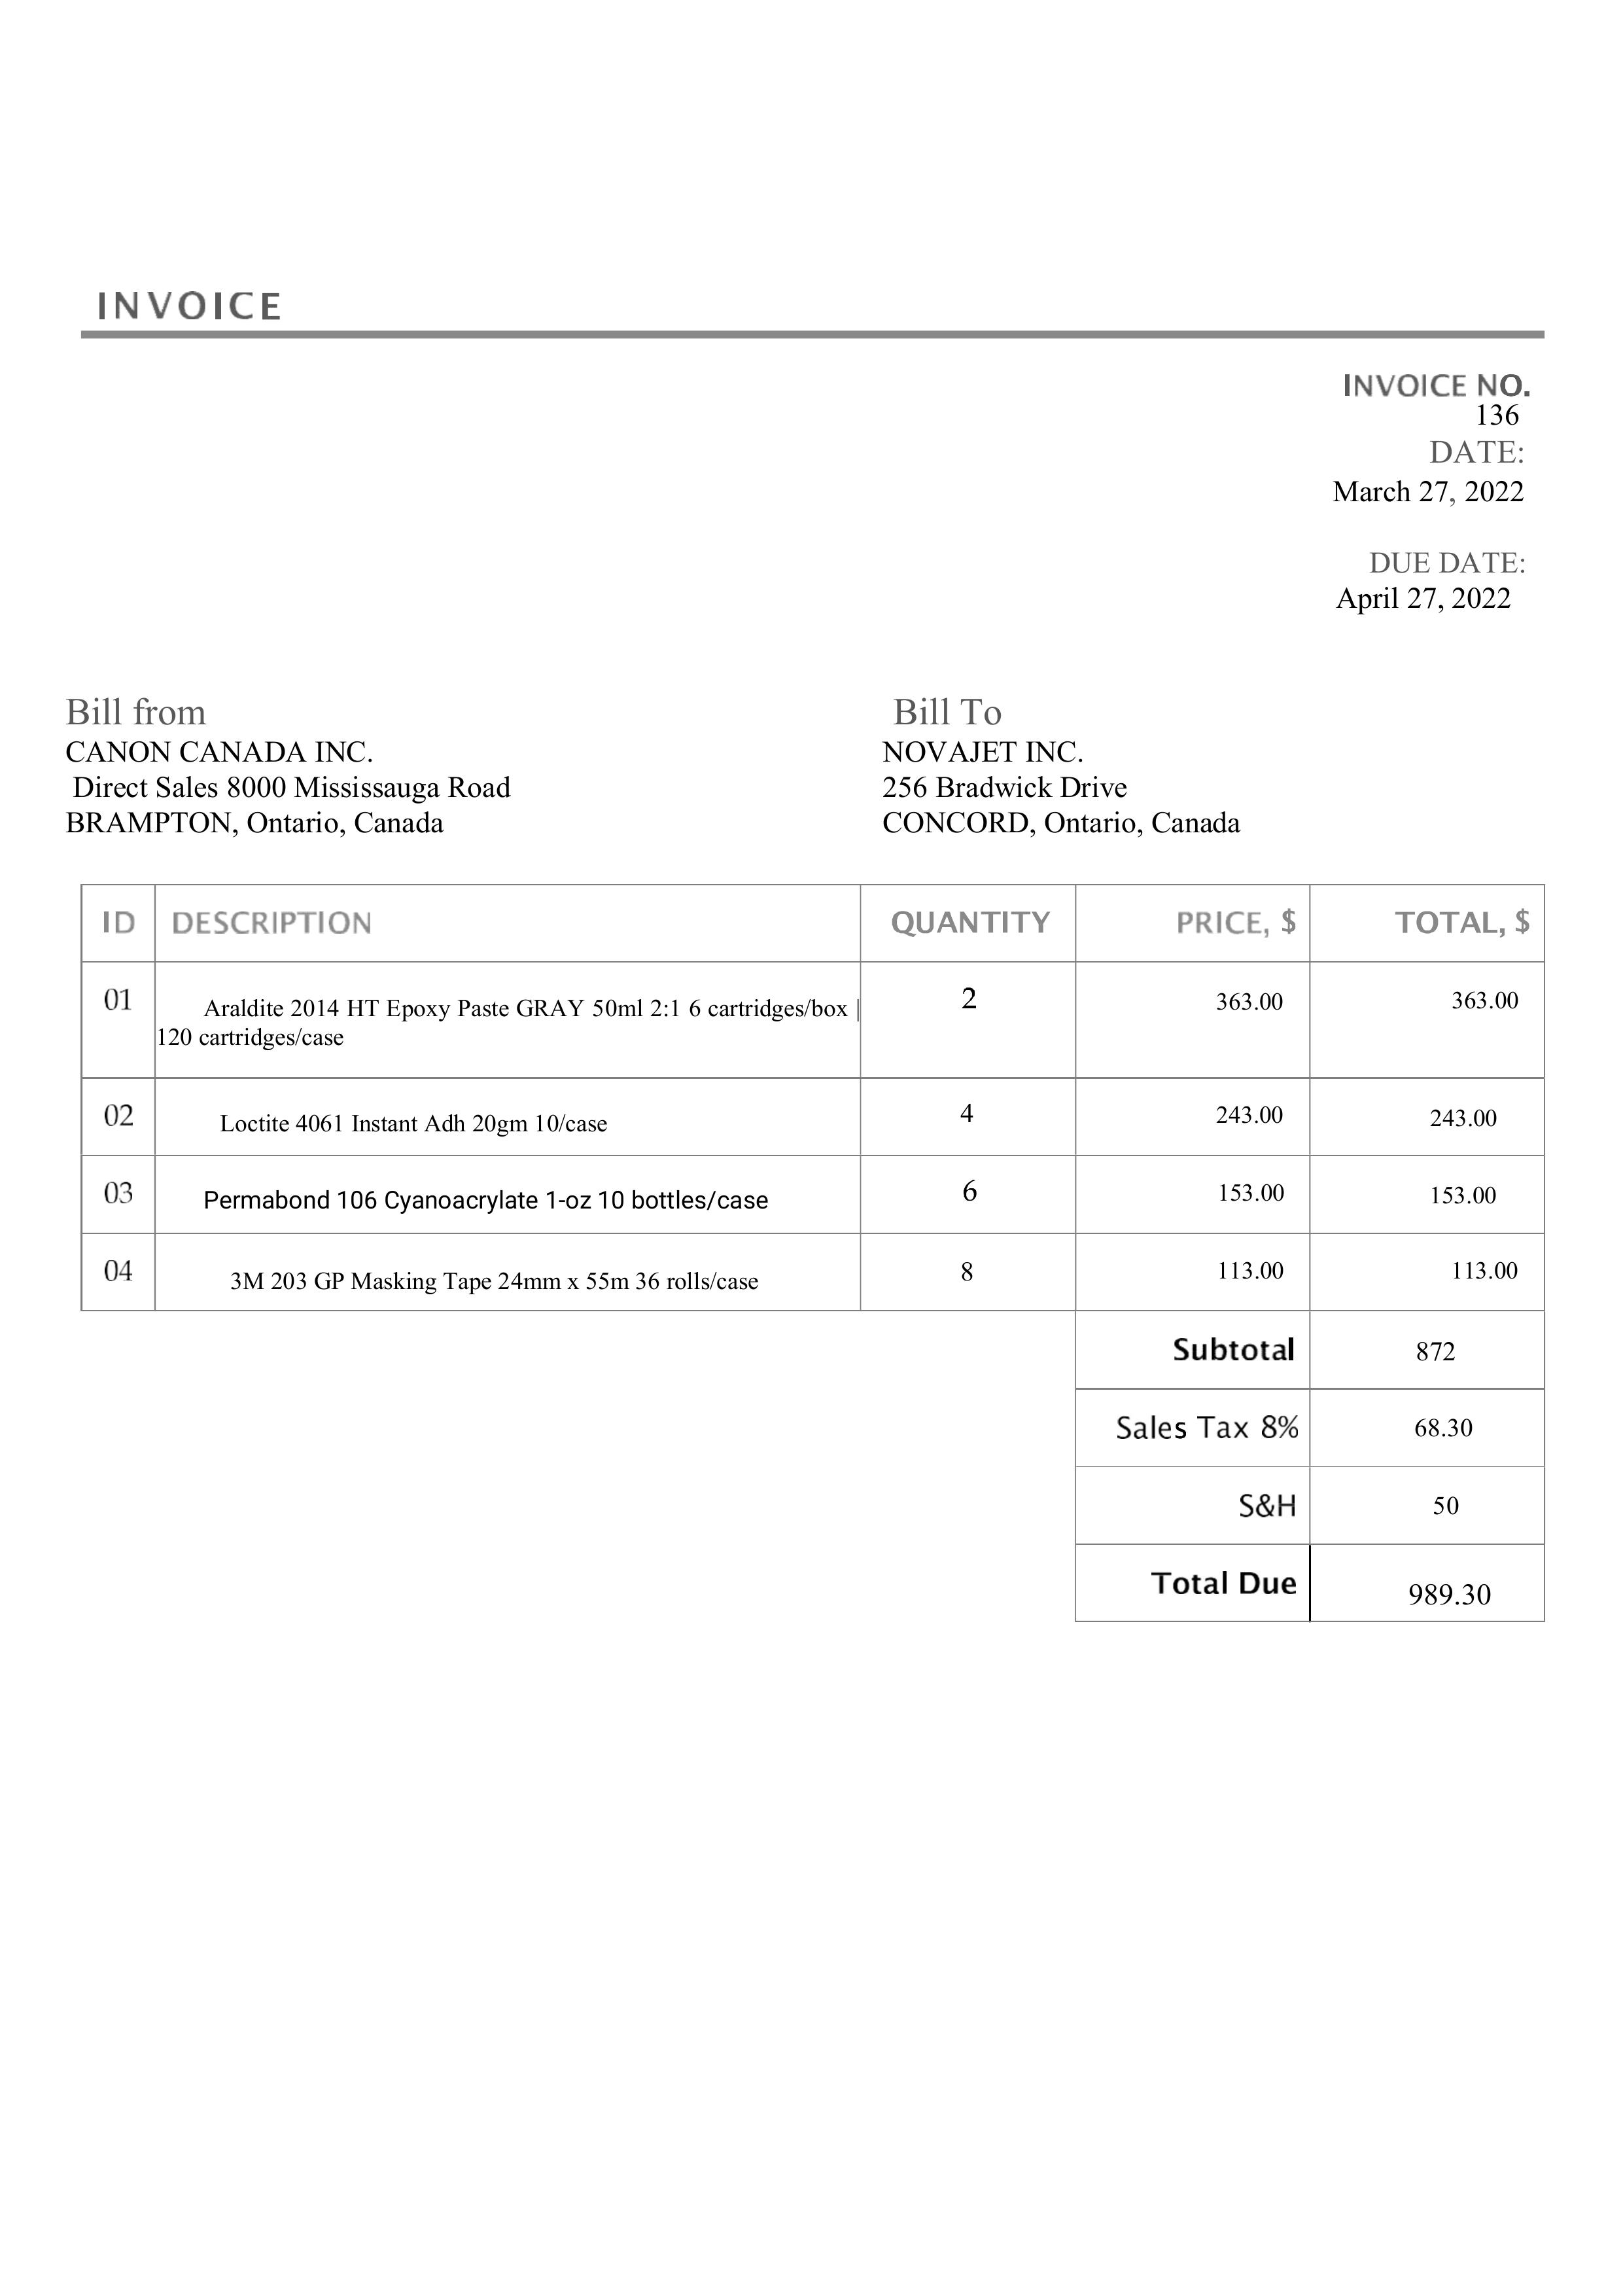 INVOICE
INVOICE NO.
136
DATE:
March 27, 2022
DUE DATE:
April 27, 2022
Bill from
CANON CANADA INC.
Direct Sales 8000 Mississauga Road
BRAMPTON, Ontario, Canada
Bill To
NOVAJET INC.
256 Bradwick Drive
CONCORD, Ontario, Canada
ID DESCRIPTION QUANTITY PRICE, $ TOTAL, $
01 Araldite 2014 HT Epoxy Paste GRAY 50ml 2:1 6 cartridges/box | 2 363.00 363.00
120 cartridges/case
02 Loctite 4061 Instant Adh 20gm 10/case 4 243.00 243.00
03 Permabond 106 Cyanoacrylate 1-oz 10 bottles/case 6 153.00 153.00
04 3M 203 GP Masking Tape 24mm x 55m 36 rolls/case 8 113.00 113.00
Subtotal 872
Sales Tax 8% 68.30
S&H 50
Total Due 989.30